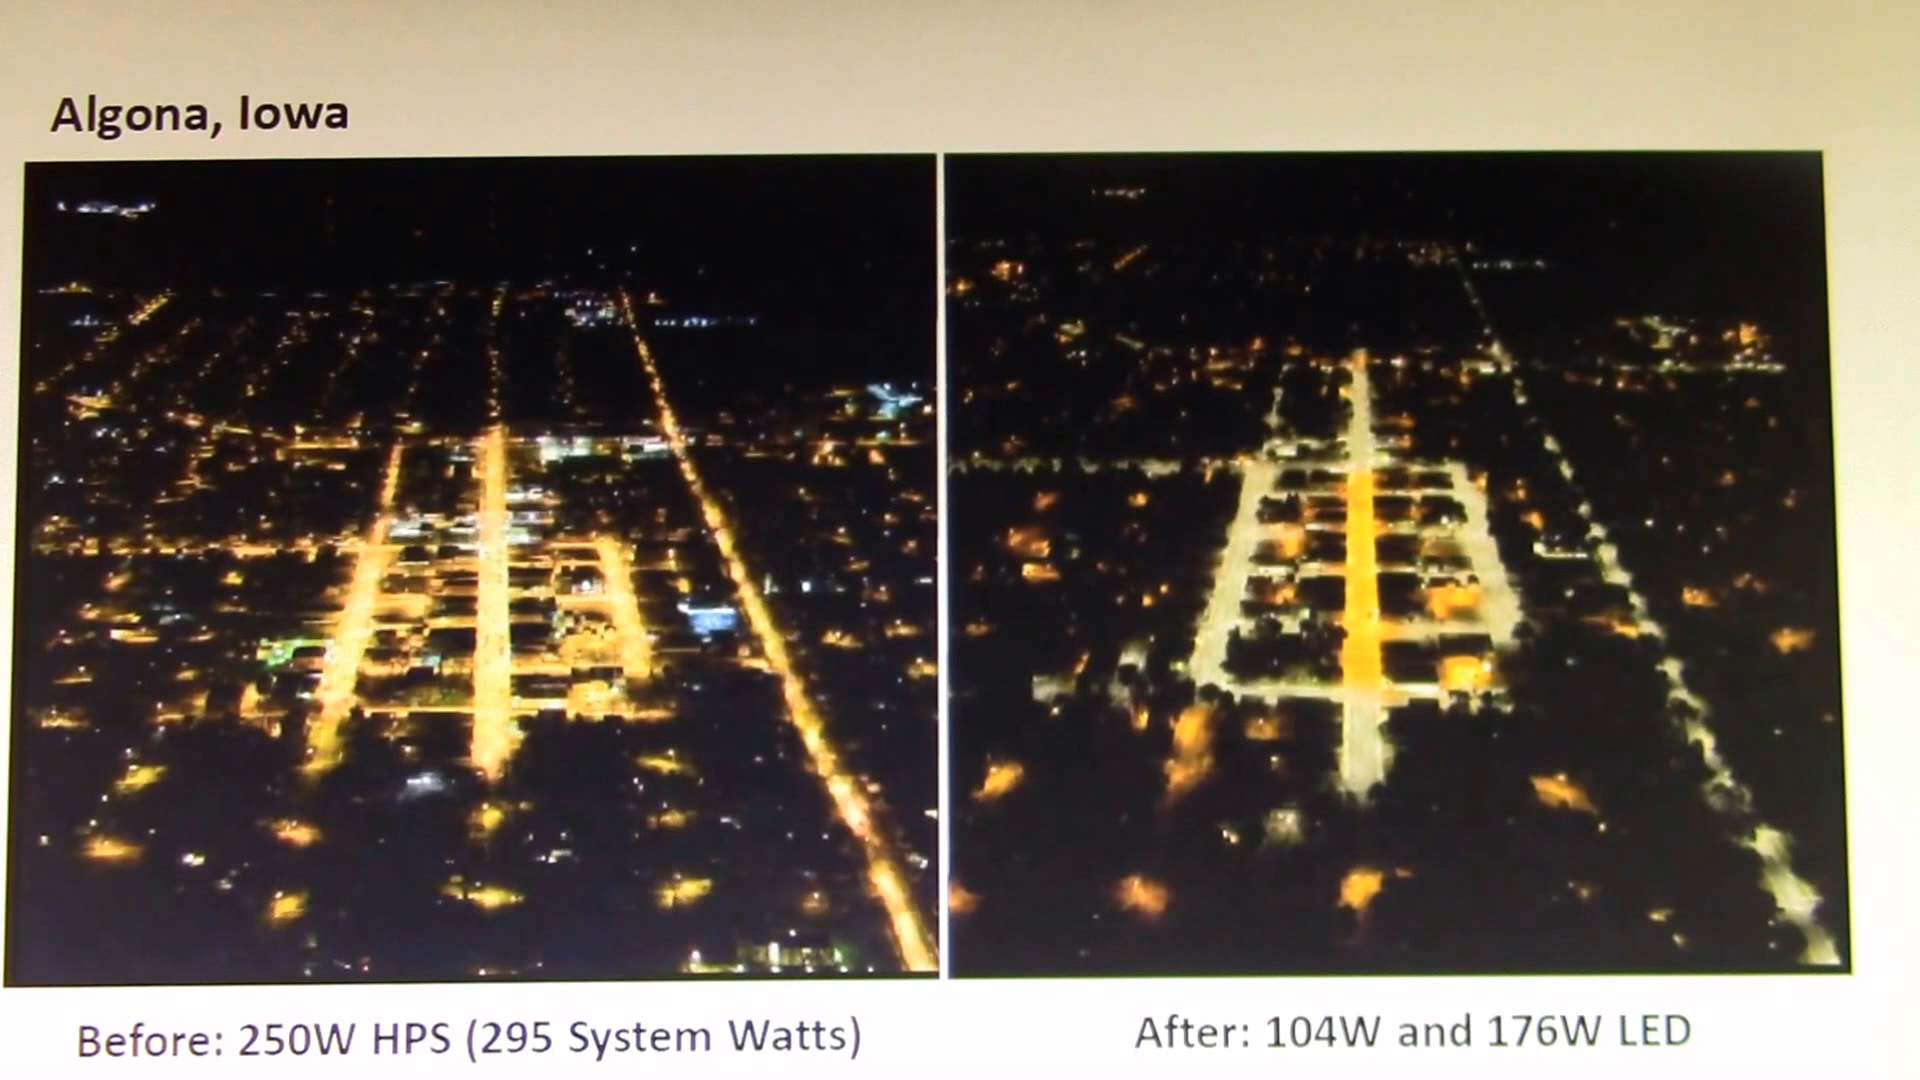 Algona, Iowa
Before: 250W HPS (295 System Watts)
After: 104W and 176W LED